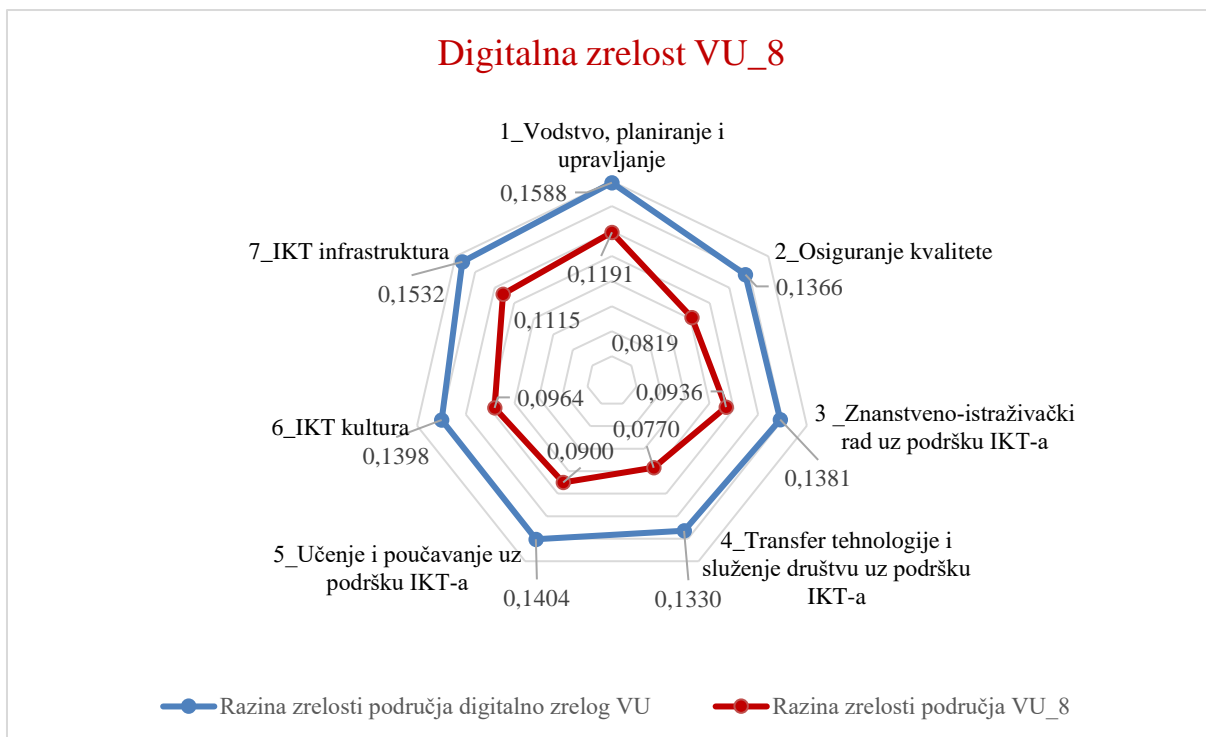 Digitalna zrelost VU_8
1_Vodstvo, planiranje i
upravljanje
0,1588
7_IKT infrastruktura
2_Osiguranje kvalitete
0,1191
0,1366
0,1532
0,1115
0,0819
0,0964
0,0936
3 _Znanstveno-istraživački
rad uz podršku IKT-a
6_IKT kultura
0,0770
0,1398
0,0900
0,1381
4_Transfer tehnologije i
služenje društvu uz podršku
IKT-a
5_Učenje i poučavanje uz
podršku IKT-a
0,1404
0,1330
Razina zrelosti područja digitalno zrelog VU
Razina zrelosti područja VU_8